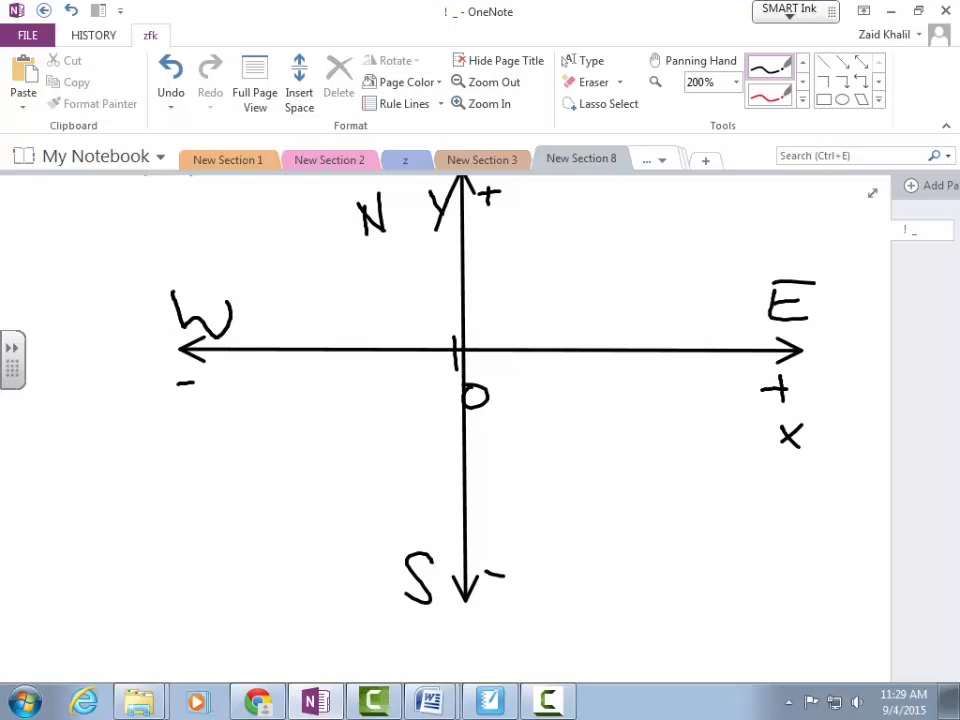 ! _ - OneNote
SMART Ink
FILE
HISTORY
zfk
Zaid Khalil
Paste
Cut
Copy
Format Painter
Clipboard
Undo
Redo
Full Page View
Insert Space
Delete
Rotate
Page Color
Rule Lines
Format
Hide Page Title
Zoom Out
Zoom In
Type
Eraser
Lasso Select
Panning Hand
200%
Tools
My Notebook
New Section 1
New Section 2
z
New Section 3
New Section 8
...
+
Search (Ctrl+E)
Add Pa
! _
N Y +
W E
- O +
x
S -
11:29 AM
9/4/2015